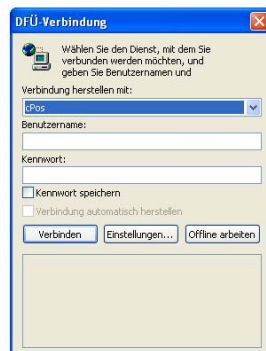 DFÜ-Verbindung
Wählen Sie den Dienst, mit dem Sie
verbunden werden möchten, und
geben Sie Benutzernamen und
Verbindung herstellen mit:
cPos
Benutzername:
Kennwort:
Kennwort speichern
Verbindung automatisch herstellen
Verbinden Einstellungen... Offline arbeiten